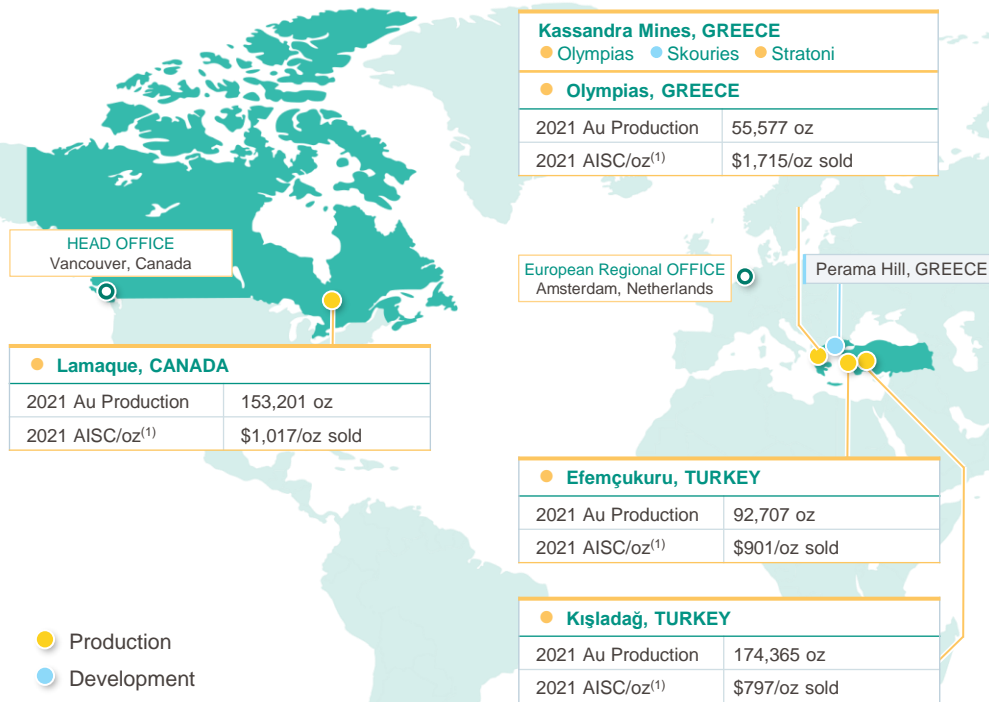 Kassandra Mines, GREECE
Olympias Skouries Stratoni
Olympias, GREECE
2021 Au Production 55,577 oz
2021 AISC/oz(1) $1,715/oz sold
HEAD OFFICE
Vancouver, Canada
European Regional OFFICE
Amsterdam, Netherlands
Perama Hill, GREECE
Lamaque, CANADA
2021 Au Production 153,201 oz
2021 AISC/oz(1) $1,017/oz sold
Efemçukuru, TURKEY
2021 Au Production 92,707 oz
2021 AISC/oz(1) $901/oz sold
Kışladağ, TURKEY
2021 Au Production 174,365 oz
2021 AISC/oz(1) $797/oz sold
Production
Development